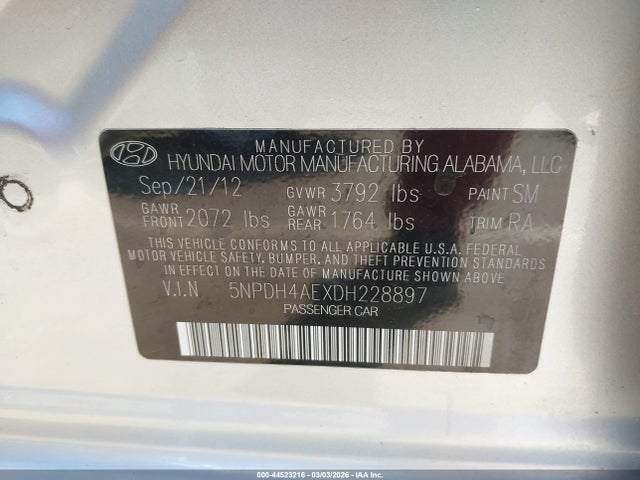 MANUFACTURED BY
HYUNDAI MOTOR MANUFACTURING ALABAMA, LLC
Sep/21/12 GVWR 3792 lbs PAINT SM
GAWR FRONT 2072 lbs GAWR REAR 1764 lbs TRIM RA
THIS VEHICLE CONFORMS TO ALL APPLICABLE U.S.A. FEDERAL
MOTOR VEHICLE SAFETY, BUMPER, AND THEFT PREVENTION STANDARDS
IN EFFECT ON THE DATE OF MANUFACTURE SHOWN ABOVE
V.I.N 5NPDH4AEXDH228897
PASSENGER CAR
000-44523216 - 03/03/2026 - IAA Inc.